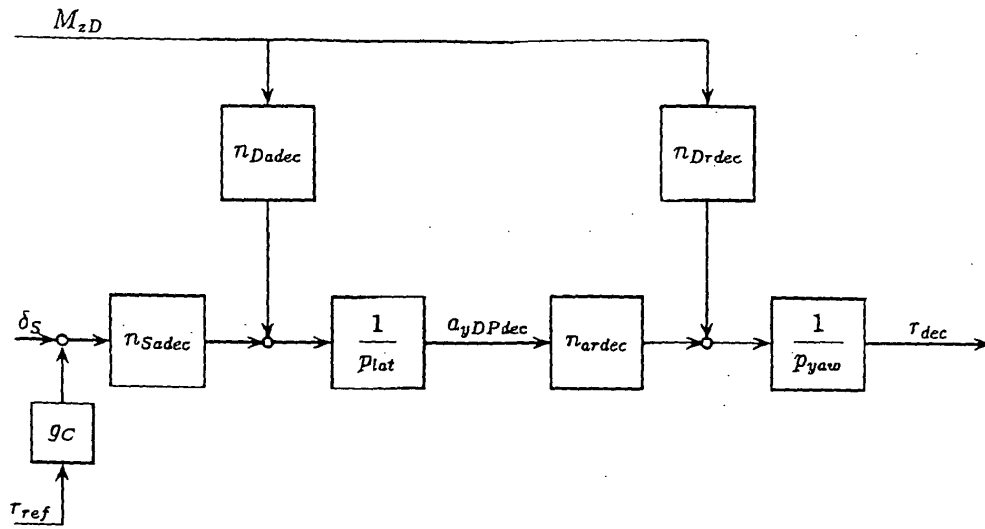 M_{zD}
n_{Dadec}
n_{Drdec}
δ_S
n_{Sadec}
1
p_{lat}
a_{yDPdec}
n_{ardec}
1
p_{yaw}
r_{dec}
g_C
r_{ref}